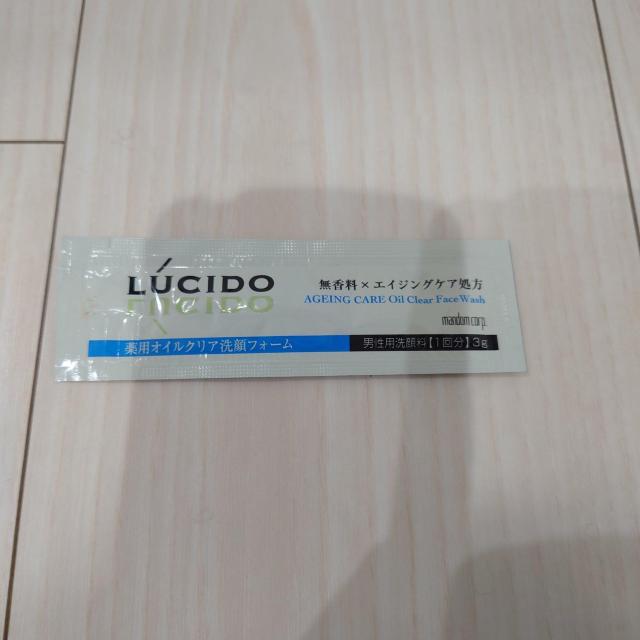 LÚCIDO
無香料×エイジングケア処方
AGEING CARE Oil Clear Face Wash
mandom corp.
薬用オイルクリア洗顔フォーム
男性用洗顔料【1回分】3g